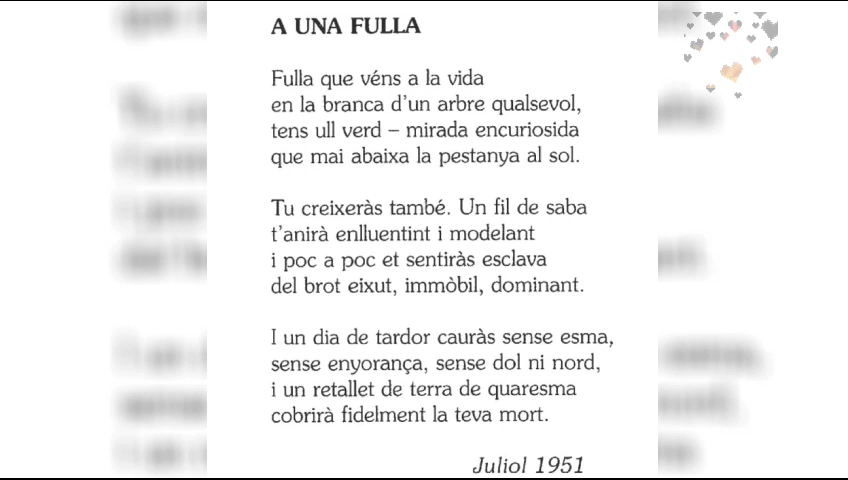 A UNA FULLA
Fulla que véns a la vida
en la branca d'un arbre qualsevol,
tens ull verd – mirada encuriosida
que mai abaixa la pestanya al sol.
Tu creixeràs també. Un fil de saba
t'anirà enlluentint i modelant
i poc a poc et sentiràs esclava
del brot eixut, immòbil, dominant.
I un dia de tardor cauràs sense esma,
sense enyorança, sense dol ni nord,
i un retallet de terra de quaresma
cobrirà fidelment la teva mort.
Juliol 1951